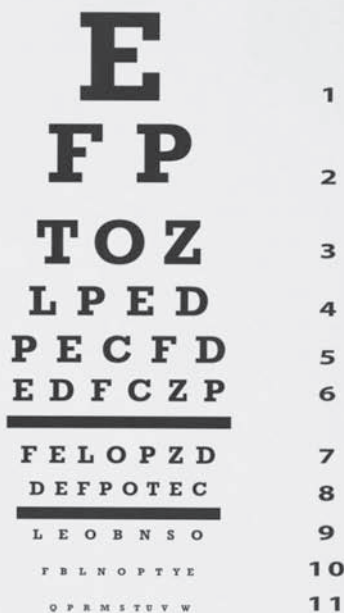 E 1
F P 2
T O Z 3
L P E D 4
P E C F D 5
E D F C Z P 6
F E L O P Z D 7
D E F P O T E C 8
L E O B N S O 9
F B L N O P T Y E 10
Q P R M S T U V W 11